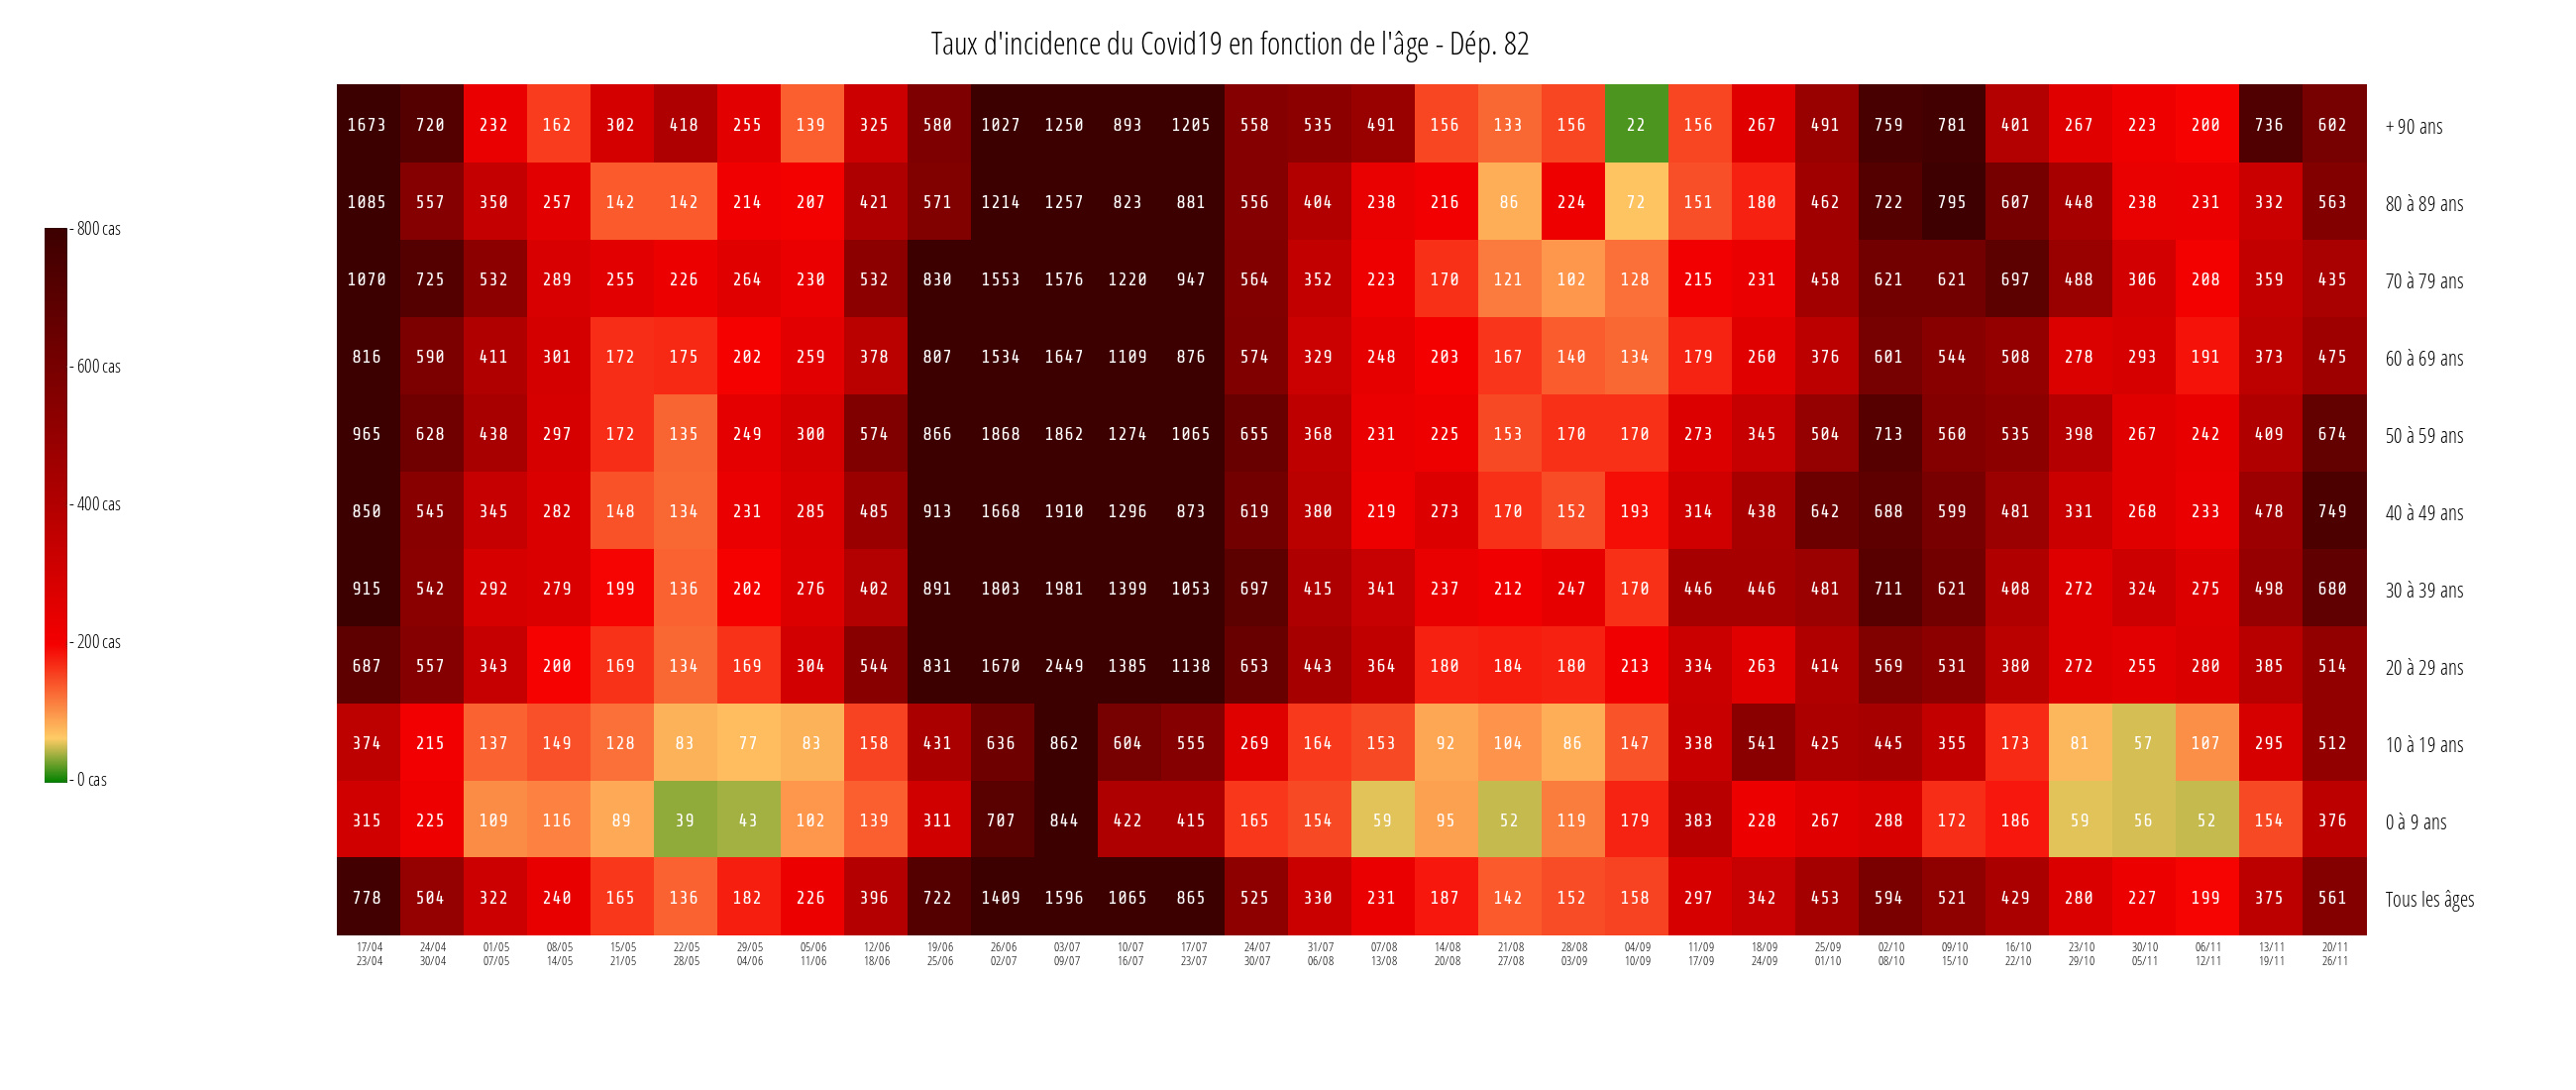 Taux d'incidence du Covid19 en fonction de l'âge - Dép. 82
- 800 cas
- 600 cas
- 400 cas
- 200 cas
- 0 cas
1673 720 232 162 302 418 255 139 325 580 1027 1250 893 1205 558 535 491 156 133 156 22 156 267 491 759 781 401 267 223 200 736 602 + 90 ans
1085 557 350 257 142 142 214 207 421 571 1214 1257 823 881 556 404 238 216 86 224 72 151 180 462 722 795 607 448 238 231 332 563 80 à 89 ans
1070 725 532 289 255 226 264 230 532 830 1553 1576 1220 947 564 352 223 170 121 102 128 215 231 458 621 621 697 488 306 208 359 435 70 à 79 ans
816 590 411 301 172 175 202 259 378 807 1534 1647 1109 876 574 329 248 203 167 140 134 179 260 376 601 544 508 278 293 191 373 475 60 à 69 ans
965 628 438 297 172 135 249 300 574 866 1868 1862 1274 1065 655 368 231 225 153 170 170 273 345 504 713 560 535 398 267 242 409 674 50 à 59 ans
850 545 345 282 148 134 231 285 485 913 1668 1910 1296 873 619 380 219 273 170 152 193 314 438 642 688 599 481 331 268 233 478 749 40 à 49 ans
915 542 292 279 199 136 202 276 402 891 1803 1981 1399 1053 697 415 341 237 212 247 170 446 446 481 711 621 408 272 324 275 498 680 30 à 39 ans
687 557 343 200 169 134 169 304 544 831 1670 2449 1385 1138 653 443 364 180 184 180 213 334 263 414 569 531 380 272 255 280 385 514 20 à 29 ans
374 215 137 149 128 83 77 83 158 431 636 862 604 555 269 164 153 92 104 86 147 338 541 425 445 355 173 81 57 107 295 512 10 à 19 ans
315 225 109 116 89 39 43 102 139 311 707 844 422 415 165 154 59 95 52 119 179 383 228 267 288 172 186 59 56 52 154 376 0 à 9 ans
778 504 322 240 165 136 182 226 396 722 1409 1596 1065 865 525 330 231 187 142 152 158 297 342 453 594 521 429 280 227 199 375 561 Tous les âges
17/04 24/04 01/05 08/05 15/05 22/05 29/05 05/06 12/06 19/06 26/06 03/07 10/07 17/07 24/07 31/07 07/08 14/08 21/08 28/08 04/09 11/09 18/09 25/09 02/10 09/10 16/10 23/10 30/10 06/11 13/11 20/11
23/04 30/04 07/05 14/05 21/05 28/05 04/06 11/06 18/06 25/06 02/07 09/07 16/07 23/07 30/07 06/08 13/08 20/08 27/08 03/09 10/09 17/09 24/09 01/10 08/10 15/10 22/10 29/10 05/11 12/11 19/11 26/11